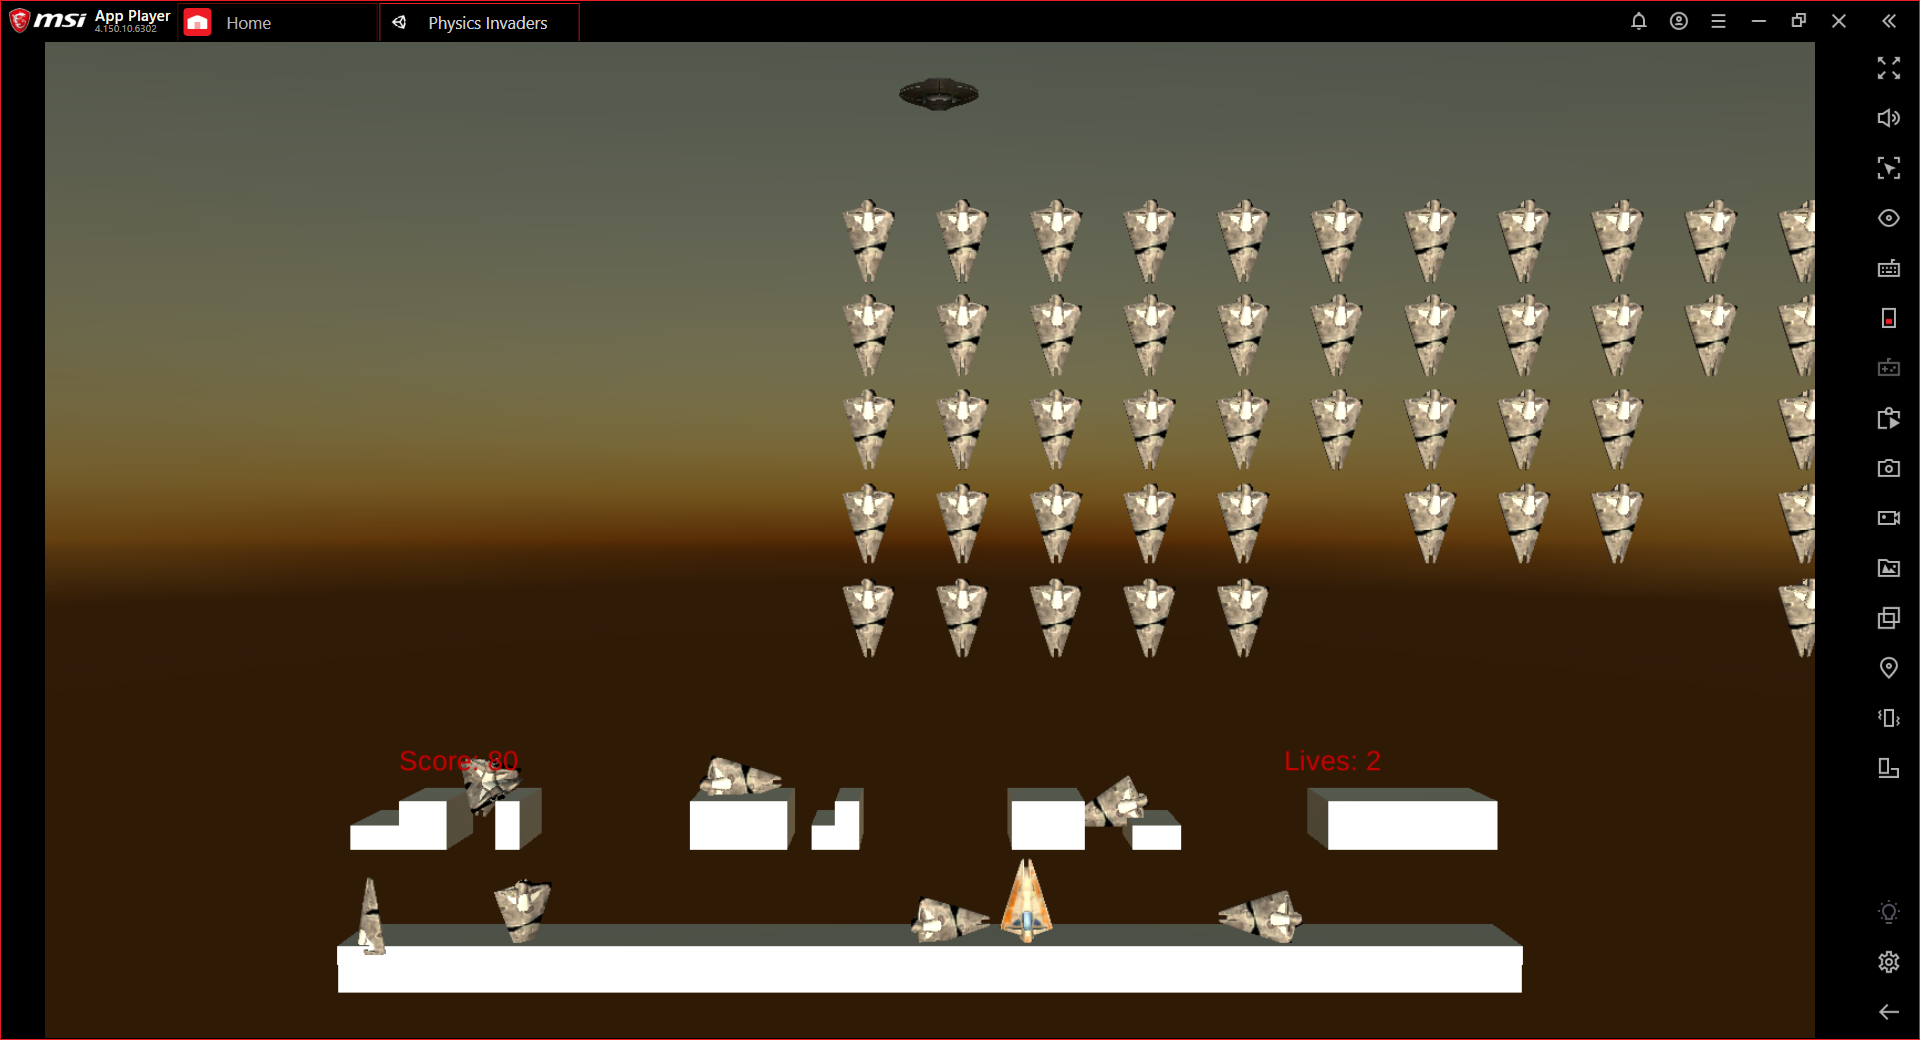 msi App Player
4.150.10.6302
Home
Physics Invaders
Score: 80
Lives: 2